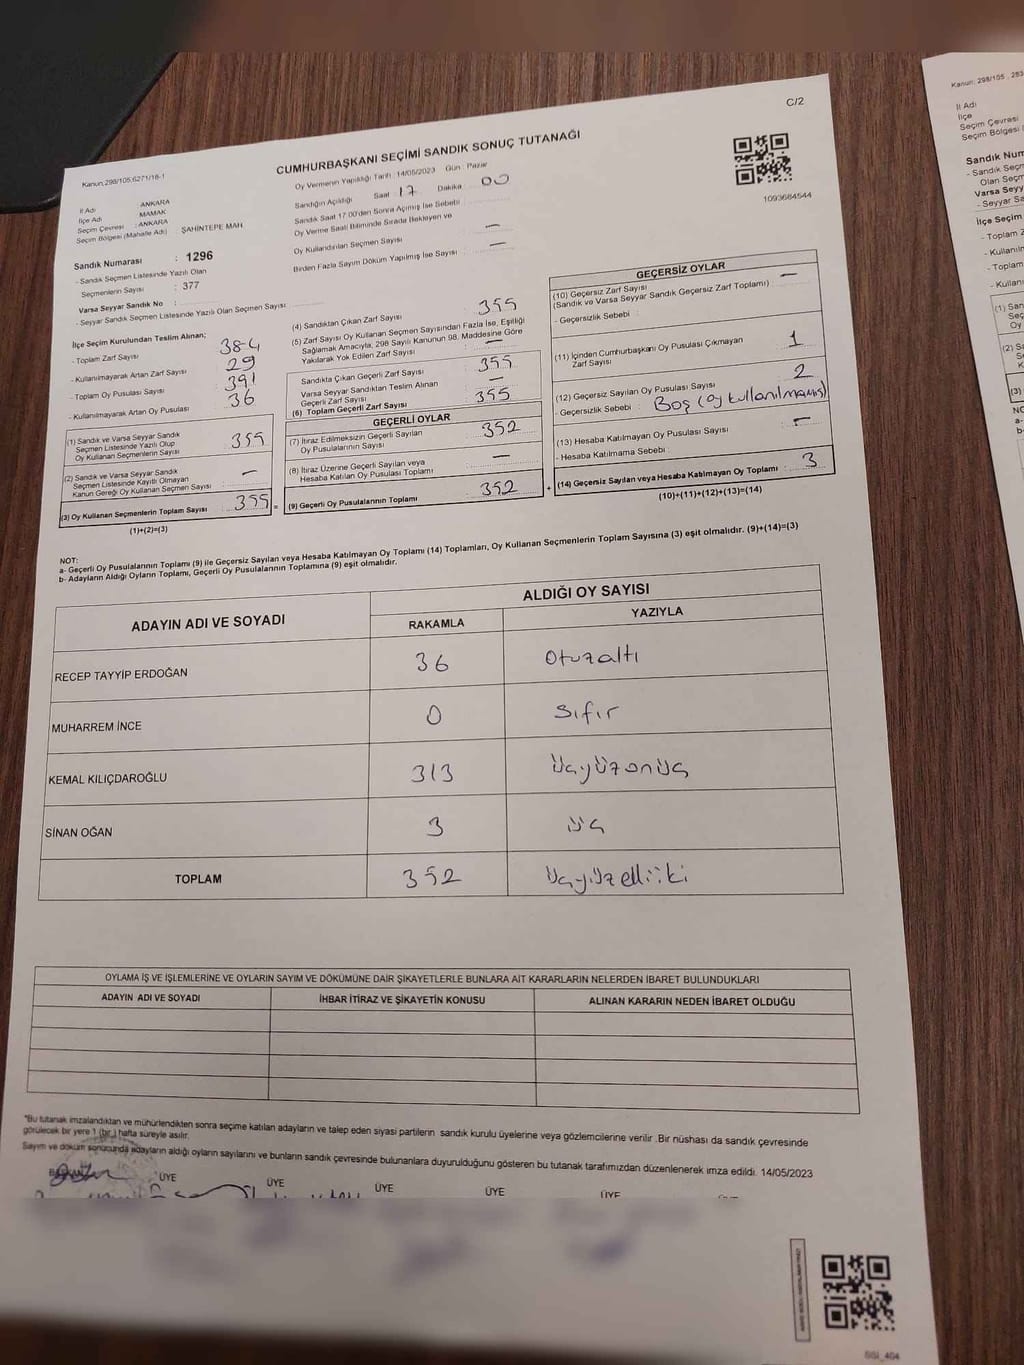 C/2
CUMHURBAŞKANI SEÇİMİ SANDIK SONUÇ TUTANAĞI
Kanun:298/105,6271/18-1
Oy Vermenin Yapıldığı Tarih :14/05/2023 Gün : Pazar
Sandığın Açıldığı Saat 17 Dakika 00
1093684544
İl Adı : ANKARA
İlçe Adı : MAMAK
Seçim Çevresi : ANKARA
Seçim Bölgesi (Mahalle Adı) : ŞAHİNTEPE MAH
Sandık Saat 17:00'den Sonra Açılmış İse Sebebi :
Oy Verme Saati Bitiminde Sırada Bekleyen ve
Oy Kullandırılan Seçmen Sayısı —
Birden Fazla Sayım Döküm Yapılmış İse Sayısı —
Sandık Numarası : 1296
- Sandık Seçmen Listesinde Yazılı Olan
Seçmenlerin Sayısı : 377
Varsa Seyyar Sandık No :
- Seyyar Sandık Seçmen Listesinde Yazılı Olan Seçmen Sayısı
İlçe Seçim Kurulundan Teslim Alınan;
- Toplam Zarf Sayısı 384
- Kullanılmayarak Artan Zarf Sayısı 29
- Toplam Oy Pusulası Sayısı 391
- Kullanılmayarak Artan Oy Pusulası 36
(1) Sandık ve Varsa Seyyar Sandık
Seçmen Listesinde Yazılı Olup
Oy Kullanan Seçmenlerin Sayısı 355
(2) Sandık ve Varsa Seyyar Sandık
Seçmen Listesinde Kayıtlı Olmayan
Kanun Gereği Oy Kullanan Seçmen Sayısı : —
(3) Oy Kullanan Seçmenlerin Toplam Sayısı 355 =
(1)+(2)=(3)
(4) Sandıktan Çıkan Zarf Sayısı 355
(5) Zarf Sayısı Oy Kullanan Seçmen Sayısından Fazla İse, Eşitliği
Sağlamak Amacıyla, 298 Sayılı Kanunun 98. Maddesine Göre
Yakılarak Yok Edilen Zarf Sayısı —
Sandıkta Çıkan Geçerli Zarf Sayısı 355
Varsa Seyyar Sandıktan Teslim Alınan
Geçerli Zarf Sayısı —
(6) Toplam Geçerli Zarf Sayısı 355
GEÇERLİ OYLAR
(7) İtiraz Edilmeksizin Geçerli Sayılan
Oy Pusulalarının Sayısı 352
(8) İtiraz Üzerine Geçerli Sayılan veya
Hesaba Katılan Oy Pusulası Toplamı —
(9) Geçerli Oy Pusulalarının Toplamı 352 +
GEÇERSİZ OYLAR
(10) Geçersiz Zarf Sayısı —
(Sandık ve Varsa Seyyar Sandık Geçersiz Zarf Toplamı) :
- Geçersizlik Sebebi :
(11) İçinden Cumhurbaşkanı Oy Pusulası Çıkmayan
Zarf Sayısı 1
(12) Geçersiz Sayılan Oy Pusulası Sayısı 2
- Geçersizlik Sebebi : Boş (oy kullanılmamış)
(13) Hesaba Katılmayan Oy Pusulası Sayısı —
- Hesaba Katılmama Sebebi :
(14) Geçersiz Sayılan veya Hesaba Katılmayan Oy Toplamı 3
(10)+(11)+(12)+(13)=(14)
NOT:
a- Geçerli Oy Pusulalarının Toplamı (9) ile Geçersiz Sayılan veya Hesaba Katılmayan Oy Toplamı (14) Toplamları, Oy Kullanan Seçmenlerin Toplam Sayısına (3) eşit olmalıdır. (9)+(14)=(3)
b- Adayların Aldığı Oyların Toplamı, Geçerli Oy Pusulalarının Toplamına (9) eşit olmalıdır.
ADAYIN ADI VE SOYADI ALDIĞI OY SAYISI
RAKAMLA YAZIYLA
RECEP TAYYİP ERDOĞAN 36 Otuzaltı
MUHARREM İNCE 0 Sıfır
KEMAL KILIÇDAROĞLU 313 Üçyüzonüç
SİNAN OĞAN 3 üç
TOPLAM 352 Üçyüzelliiki
OYLAMA İŞ VE İŞLEMLERİNE VE OYLARIN SAYIM VE DÖKÜMÜNE DAİR ŞİKAYETLERLE BUNLARA AİT KARARLARIN NELERDEN İBARET BULUNDUKLARI
ADAYIN ADI VE SOYADI İHBAR İTİRAZ VE ŞİKAYETİN KONUSU ALINAN KARARIN NEDEN İBARET OLDUĞU
*Bu tutanak imzalandıktan ve mühürlendikten sonra seçime katılan adayların ve talep eden siyasi partilerin sandık kurulu üyelerine veya gözlemcilerine verilir .Bir nüshası da sandık çevresinde
görülecek bir yere 1 (bir) hafta süreyle asılır.
Sayım ve döküm sonucunda adayların aldığı oyların sayılarını ve bunların sandık çevresinde bulunanlara duyurulduğunu gösteren bu tutanak tarafımızdan düzenlenerek imza edildi. 14/05/2023
ÜYE ÜYE ÜYE ÜYE ÜYE
Kanun: 298/105
İl Adı
İlçe
Seçim Çevresi
Seçim Bölgesi